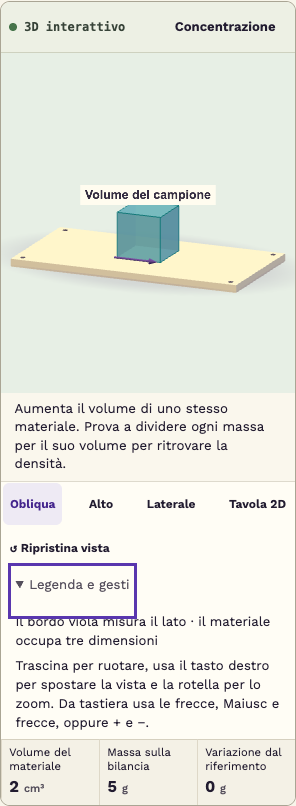 3D interattivo
Concentrazione
Volume del campione
Aumenta il volume di uno stesso
materiale. Prova a dividere ogni massa
per il suo volume per ritrovare la
densità.
Obliqua
Alto
Laterale
Tavola 2D
↺ Ripristina vista
▼ Legenda e gesti
Il bordo viola misura il lato · il materiale
occupa tre dimensioni
Trascina per ruotare, usa il tasto destro
per spostare la vista e la rotella per lo
zoom. Da tastiera usa le frecce, Maiusc e
frecce, oppure + e −.
Volume del
materiale
2 cm³
Massa sulla
bilancia
5 g
Variazione dal
riferimento
0 g